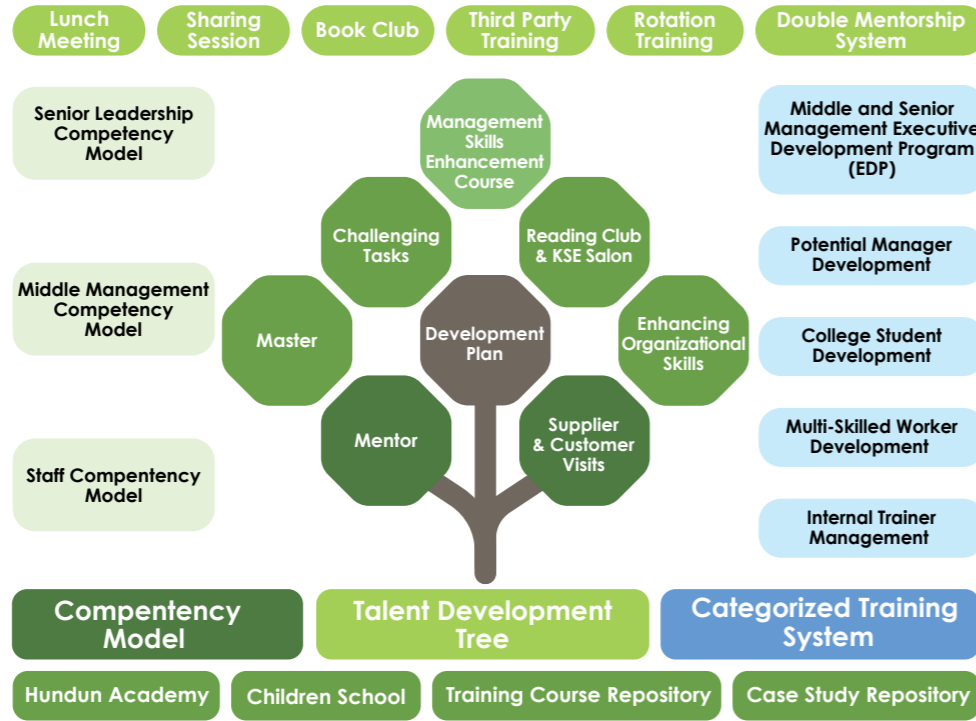 Lunch
Meeting
Sharing
Session
Book Club
Third Party
Training
Rotation
Training
Double Mentorship
System
Senior Leadership
Competency
Model
Middle Management
Competency
Model
Staff Compentency
Model
Management
Skills
Enhancement
Course
Challenging
Tasks
Reading Club
& KSE Salon
Master
Development
Plan
Enhancing
Organizational
Skills
Mentor
Supplier
& Customer
Visits
Middle and Senior
Management Executive
Development Program
(EDP)
Potential Manager
Development
College Student
Development
Multi-Skilled Worker
Development
Internal Trainer
Management
Compentency
Model
Talent Development
Tree
Categorized Training
System
Hundun Academy
Children School
Training Course Repository
Case Study Repository